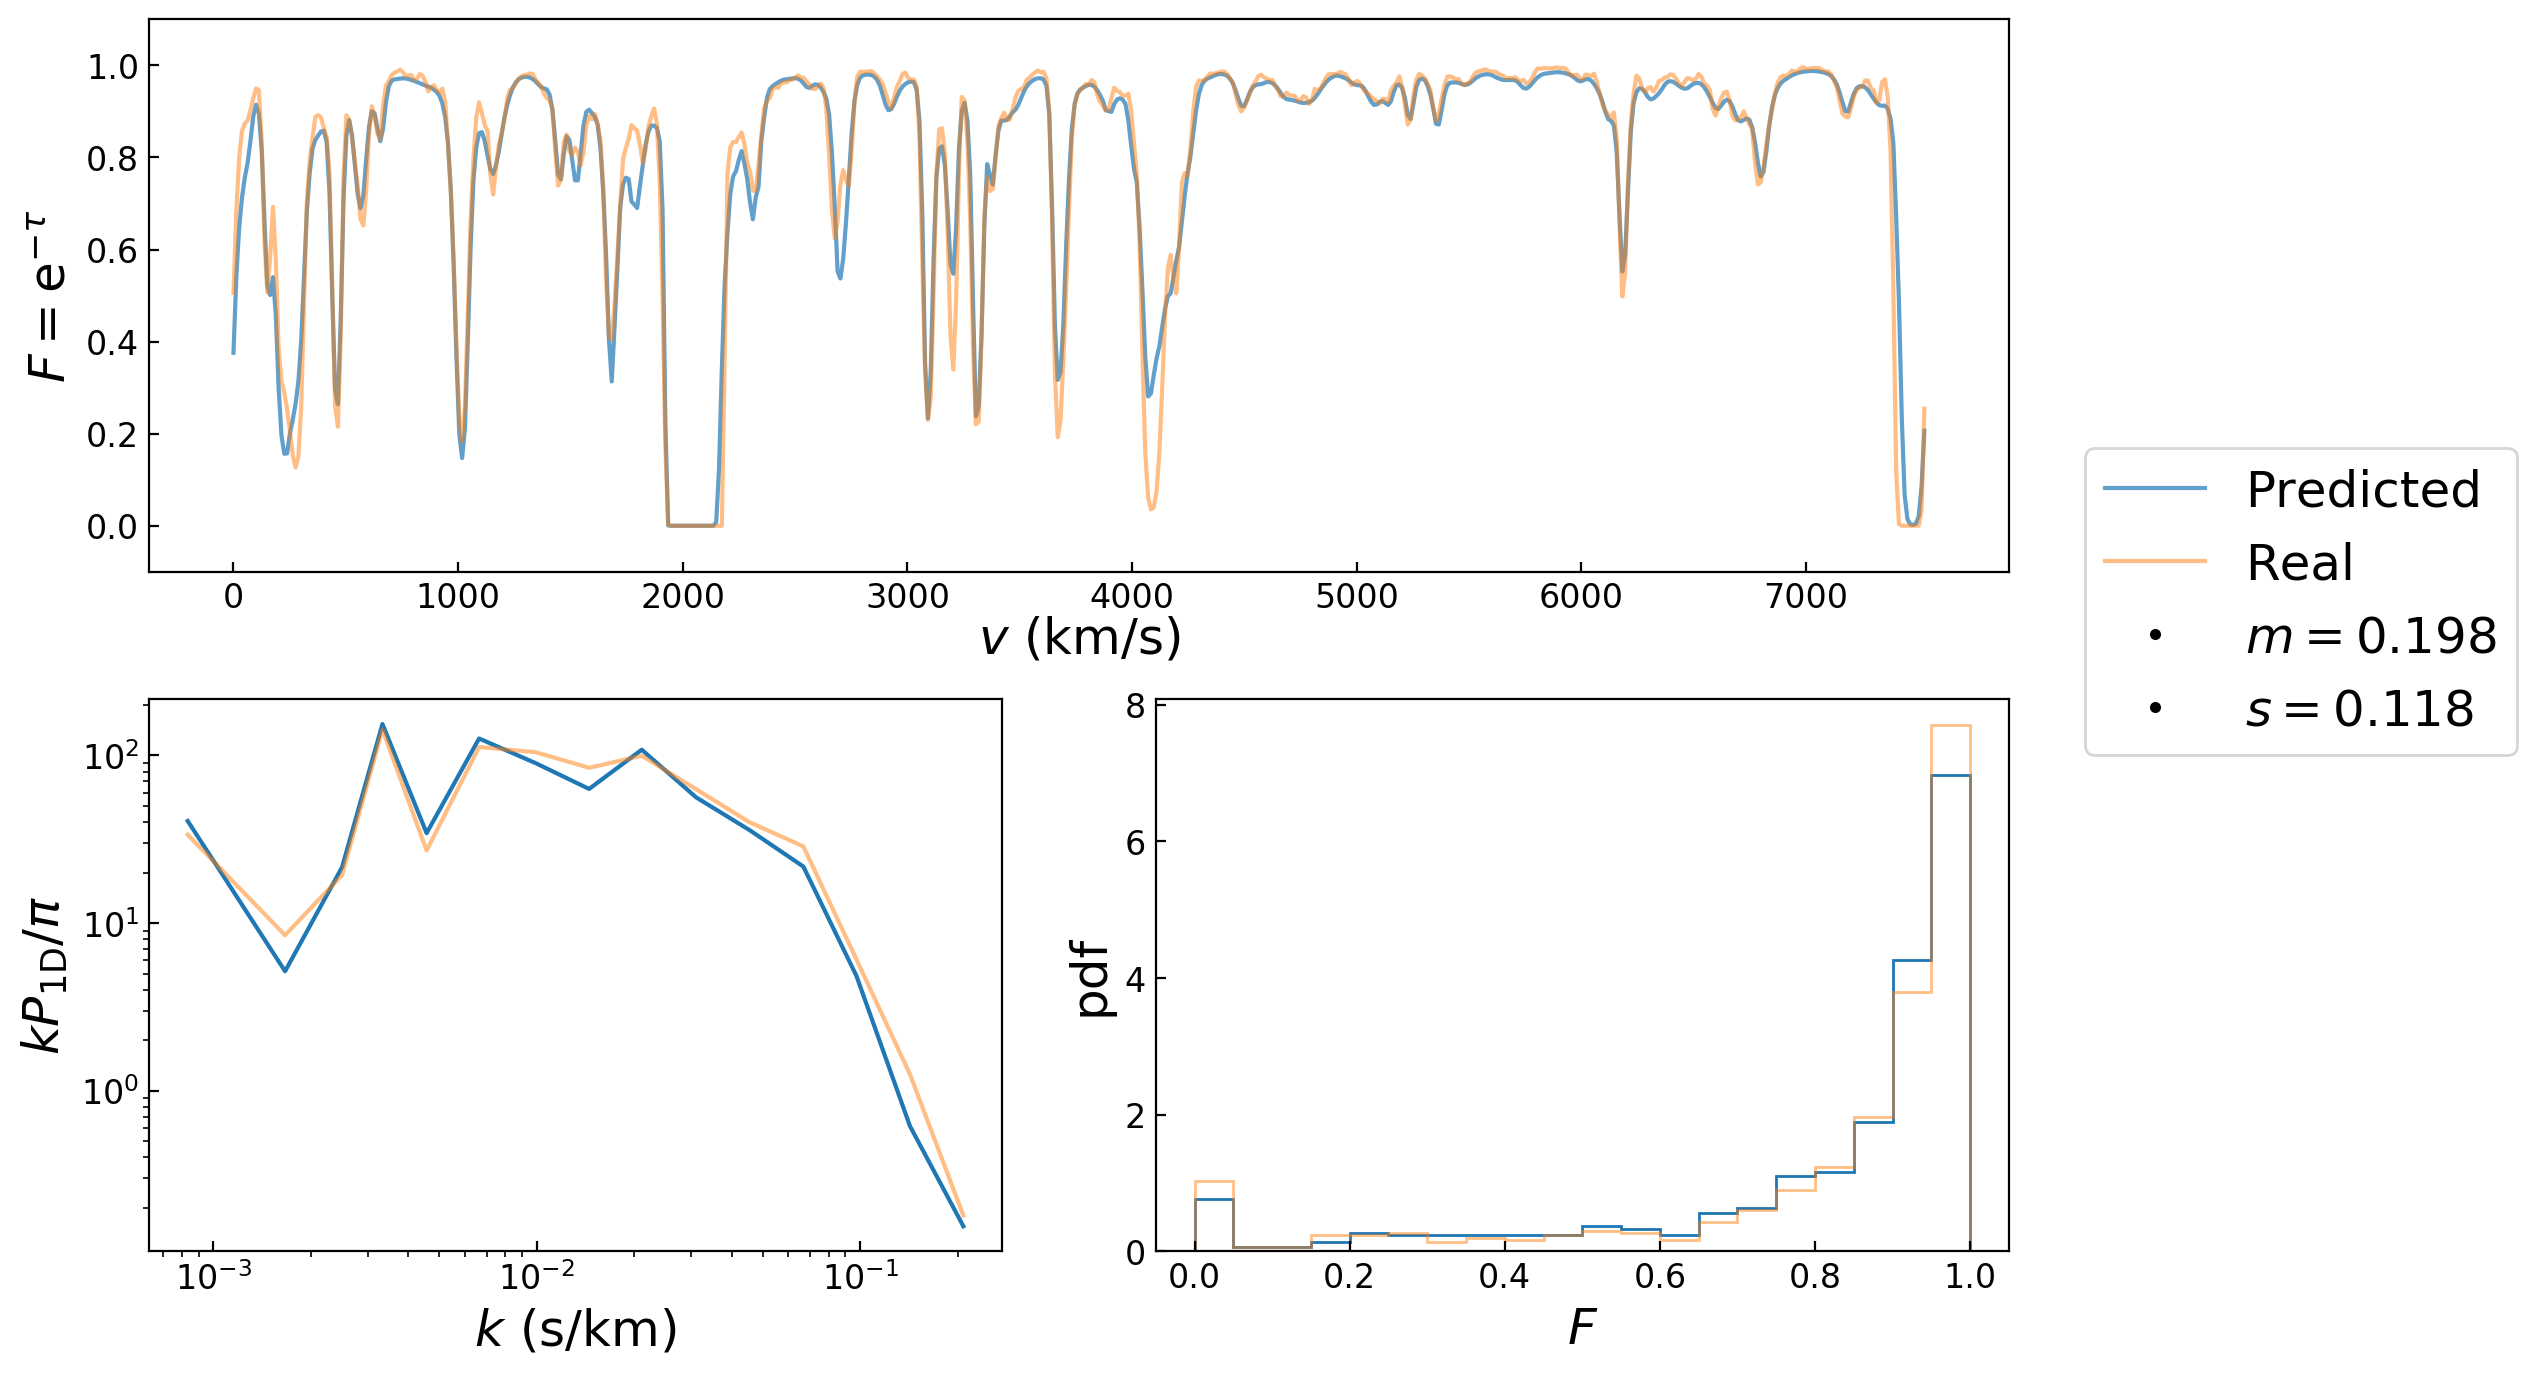 1.0
0.8
0.6
0.4
0.2
0.0
F = e^{−τ}
0 1000 2000 3000 4000 5000 6000 7000
v (km/s)
Predicted
Real
m = 0.198
s = 0.118
10^2
10^1
10^0
kP_{1D}/π
10^{−3} 10^{−2} 10^{−1}
k (s/km)
8
6
4
2
0
pdf
0.0 0.2 0.4 0.6 0.8 1.0
F